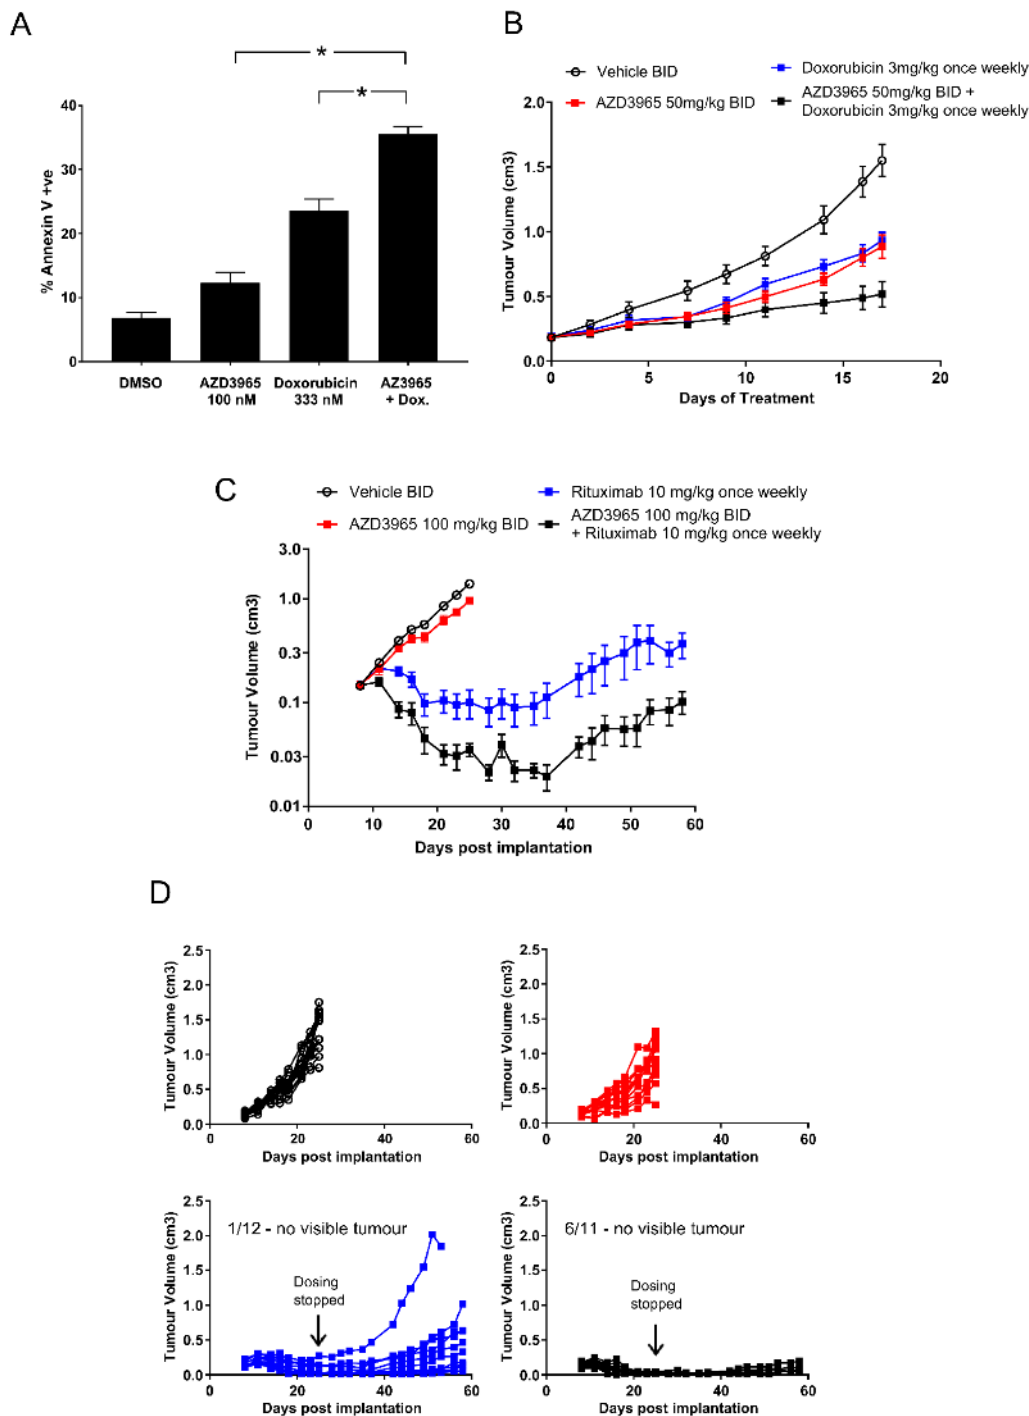 A
*
*
% Annexin V +ve
40
30
20
10
0
DMSO
AZD3965
100 nM
Doxorubicin
333 nM
AZ3965
+ Dox.
B
Vehicle BID
AZD3965 50mg/kg BID
Doxorubicin 3mg/kg once weekly
AZD3965 50mg/kg BID +
Doxorubicin 3mg/kg once weekly
Tumour Volume (cm3)
2.0
1.5
1.0
0.5
0.0
0 5 10 15 20
Days of Treatment
C
Vehicle BID
AZD3965 100 mg/kg BID
Rituximab 10 mg/kg once weekly
AZD3965 100 mg/kg BID
+ Rituximab 10 mg/kg once weekly
Tumour Volume (cm3)
3.0
1.0
0.3
0.1
0.03
0.01
0 10 20 30 40 50 60
Days post implantation
D
Tumour Volume (cm3)
2.5
2.0
1.5
1.0
0.5
0.0
0 20 40 60
Days post implantation
Tumour Volume (cm3)
2.5
2.0
1.5
1.0
0.5
0.0
0 20 40 60
Days post implantation
Tumour Volume (cm3)
2.5
2.0
1.5
1.0
0.5
0.0
1/12 - no visible tumour
Dosing
stopped
0 20 40 60
Days post implantation
Tumour Volume (cm3)
2.5
2.0
1.5
1.0
0.5
0.0
6/11 - no visible tumour
Dosing
stopped
0 20 40 60
Days post implantation